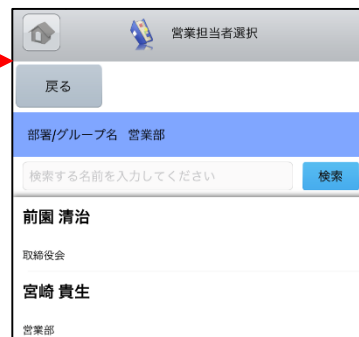 営業担当者選択
戻る
部署/グループ名 営業部
検索する名前を入力してください 検索
前園 清治
取締役会
宮崎 貴生
営業部